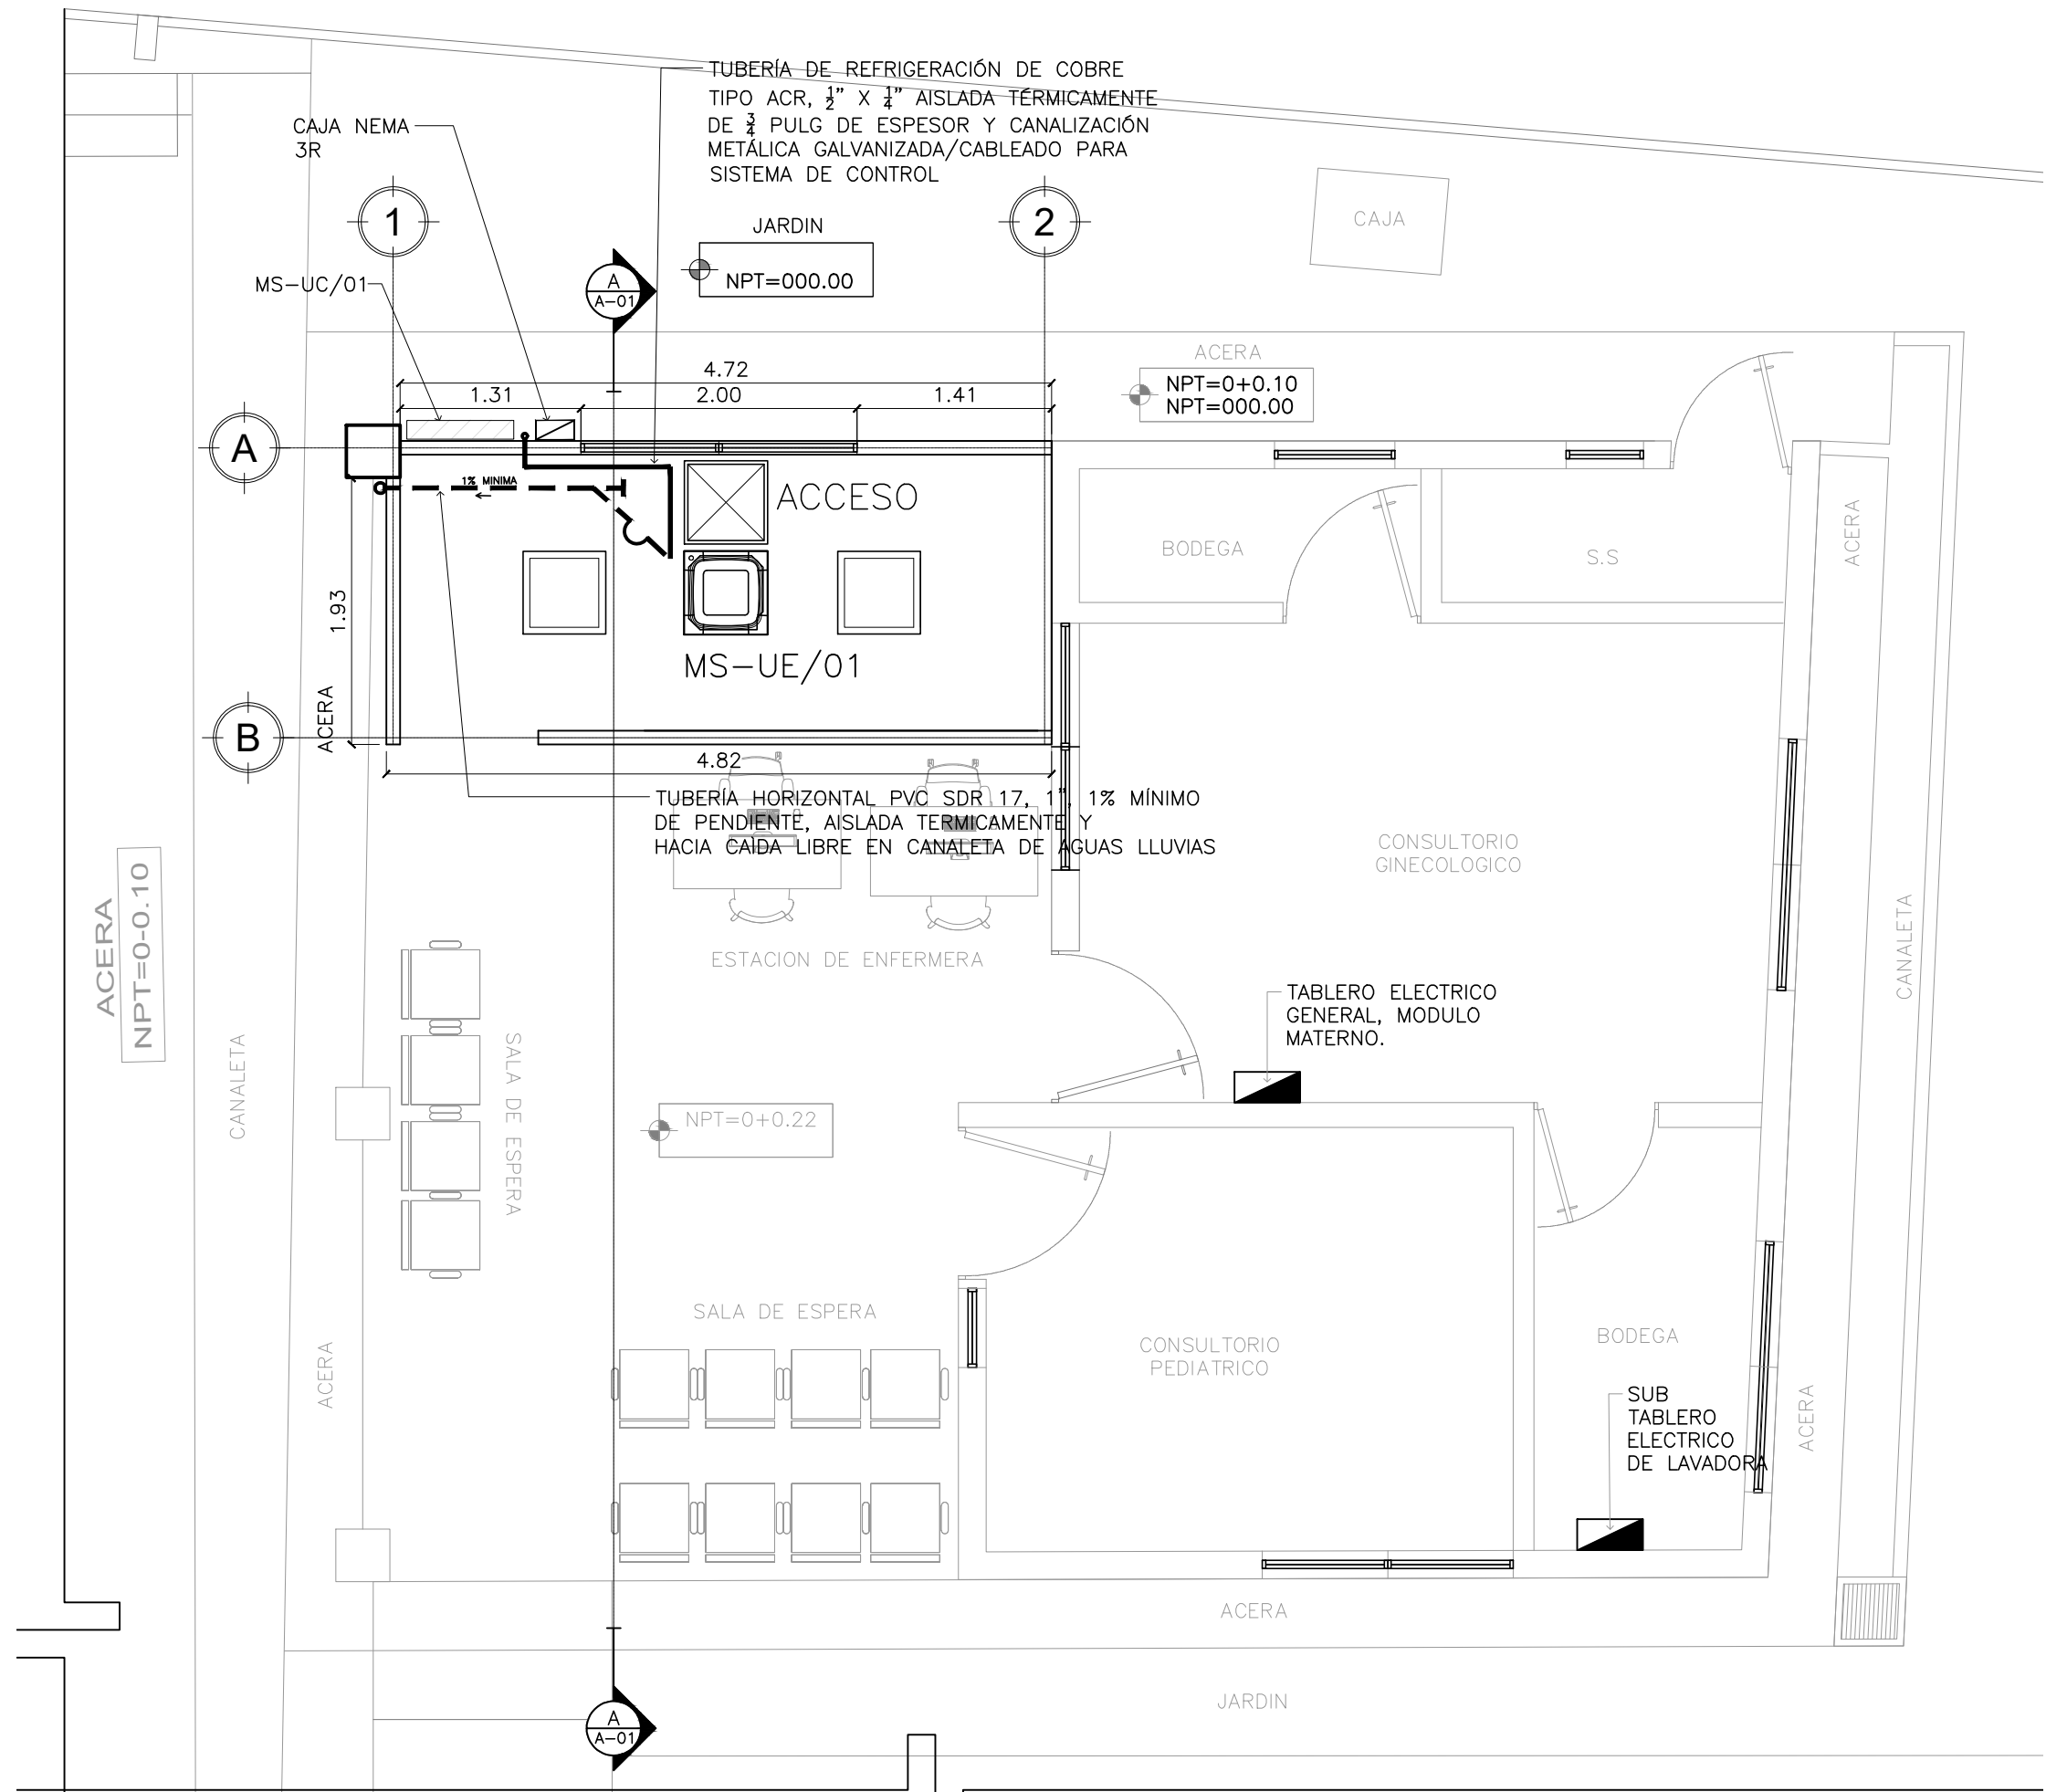 TUBERÍA DE REFRIGERACIÓN DE COBRE
TIPO ACR, 1/2" X 1/4" AISLADA TÉRMICAMENTE
DE 3/4 PULG DE ESPESOR Y CANALIZACIÓN
METÁLICA GALVANIZADA/CABLEADO PARA
SISTEMA DE CONTROL
CAJA NEMA
3R
1
2
CAJA
JARDIN
NPT=000.00
MS-UC/01
A
A-01
ACERA
NPT=0+0.10
NPT=000.00
4.72
1.31
2.00
1.41
A
1% MINIMA
ACCESO
BODEGA
S.S
ACERA
1.93
MS-UE/01
ACERA
B
4.82
TUBERÍA HORIZONTAL PVC SDR 17, 1", 1% MÍNIMO
DE PENDIENTE, AISLADA TERMICAMENTE Y
HACIA CAÍDA LIBRE EN CANALETA DE AGUAS LLUVIAS
CONSULTORIO
GINECOLOGICO
ACERA
NPT=0-0.10
CANALETA
ESTACION DE ENFERMERA
CANALETA
SALA DE ESPERA
TABLERO ELECTRICO
GENERAL, MODULO
MATERNO.
NPT=0+0.22
SALA DE ESPERA
CONSULTORIO
PEDIATRICO
BODEGA
ACERA
ACERA
SUB
TABLERO
ELECTRICO
DE LAVADORA
ACERA
JARDIN
A
A-01